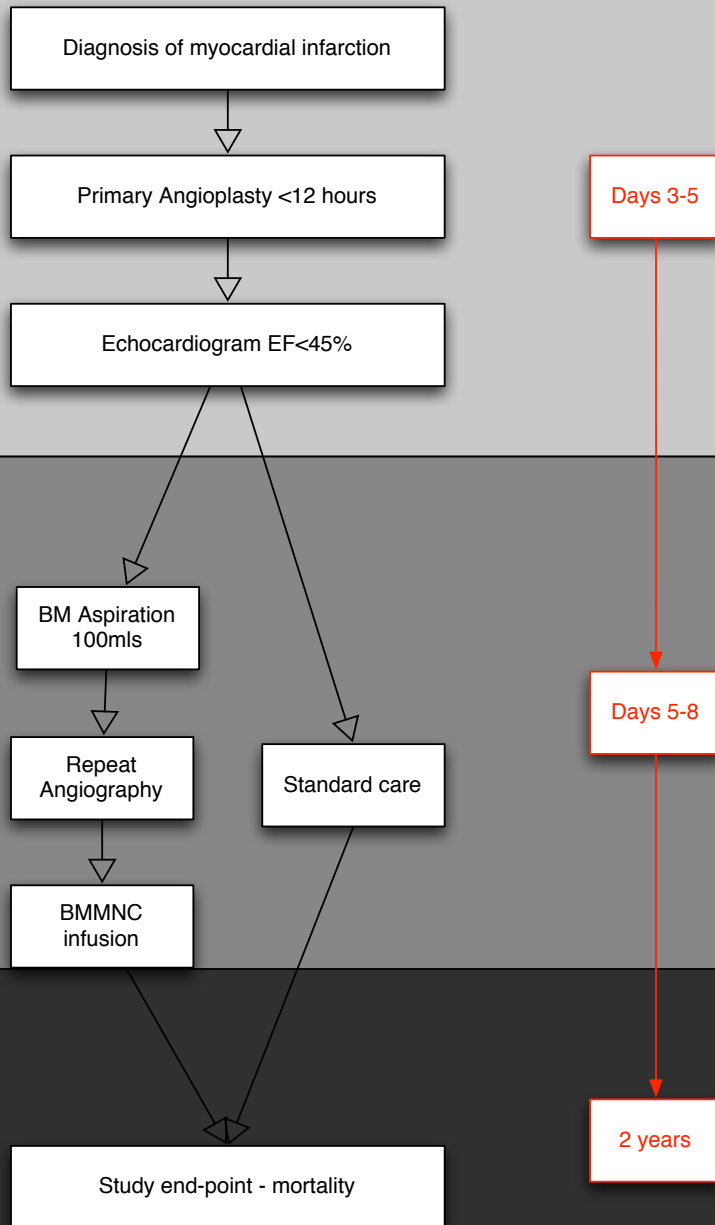 Diagnosis of myocardial infarction
Primary Angioplasty <12 hours
Days 3-5
Echocardiogram EF<45%
BM Aspiration
100mls
Days 5-8
Repeat
Angiography
Standard care
BMMNC
infusion
2 years
Study end-point - mortality